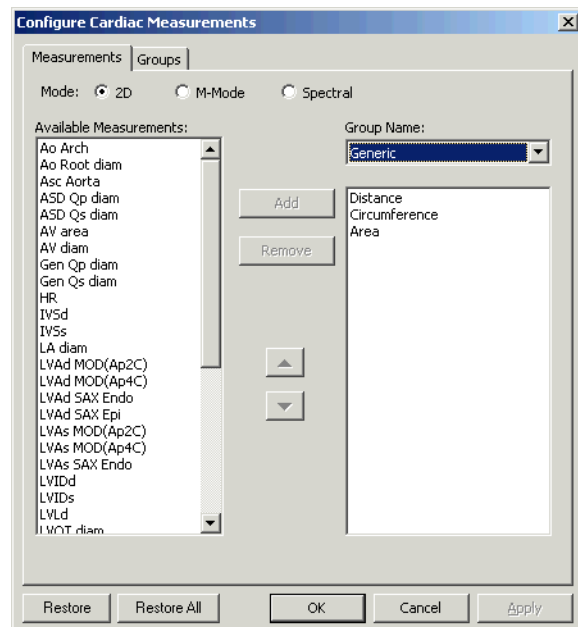 Configure Cardiac Measurements
Measurements
Groups
Mode: 2D M-Mode Spectral
Available Measurements:
Ao Arch
Ao Root diam
Asc Aorta
ASD Qp diam
ASD Qs diam
AV area
AV diam
Gen Qp diam
Gen Qs diam
HR
IVSd
IVSs
LA diam
LVAd MOD(Ap2C)
LVAd MOD(Ap4C)
LVAd SAX Endo
LVAd SAX Epi
LVAs MOD(Ap2C)
LVAs MOD(Ap4C)
LVAs SAX Endo
LVIDd
LVIDs
LVLd
LVOT diam
Add
Remove
Group Name:
Generic
Distance
Circumference
Area
Restore
Restore All
OK
Cancel
Apply